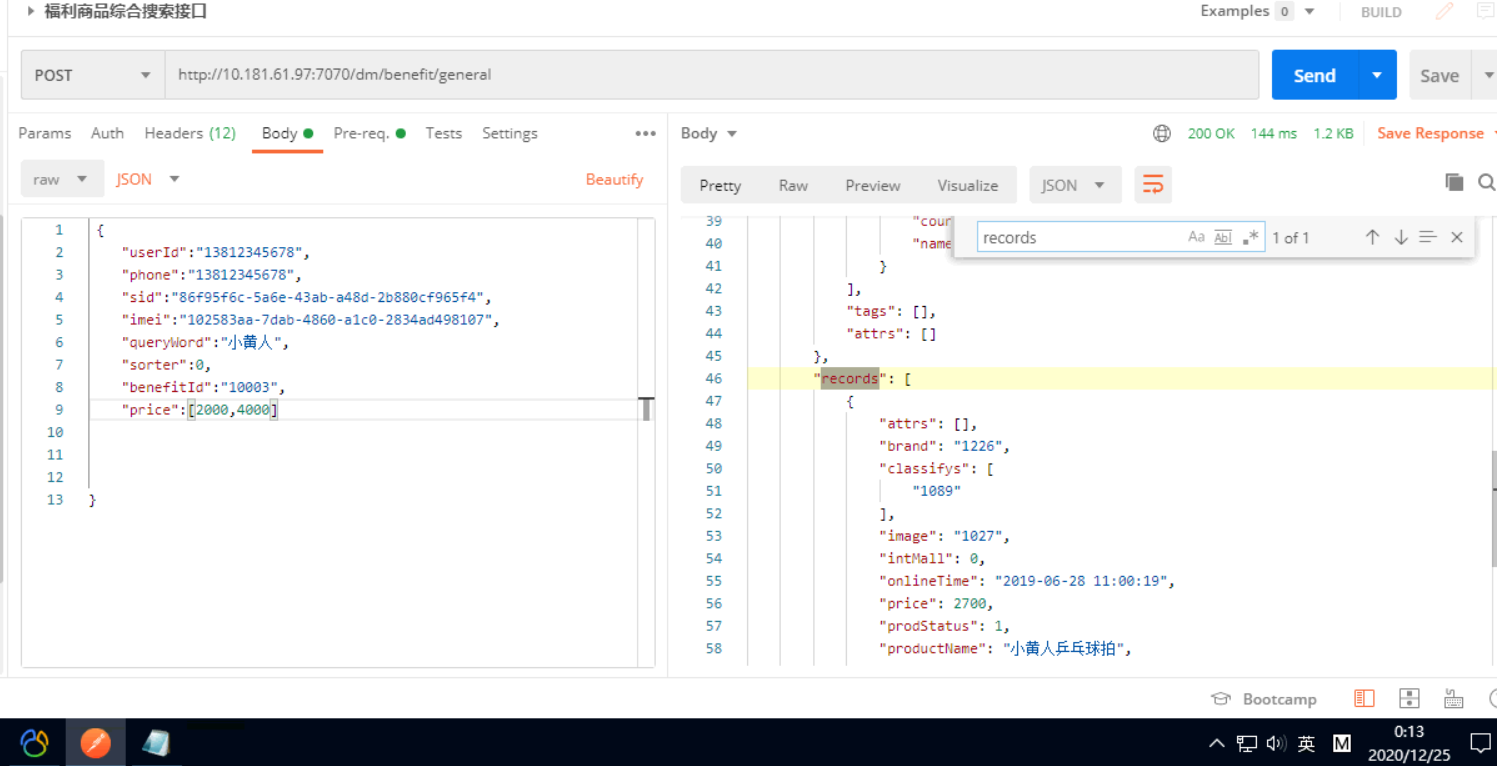 福利商品综合搜索接口
Examples 0
BUILD
POST
http://10.181.61.97:7070/dm/benefit/general
Send
Save
Params Auth Headers (12) Body Pre-req. Tests Settings
Body
200 OK 144 ms 1.2 KB Save Response
raw JSON Beautify
Pretty Raw Preview Visualize JSON
1 {
2 "userId":"13812345678",
3 "phone":"13812345678",
4 "sid":"86f95f6c-5a6e-43ab-a48d-2b880cf965f4",
5 "imei":"102583aa-7dab-4860-a1c0-2834ad498107",
6 "queryWord":"小黄人",
7 "sorter":0,
8 "benefitId":"10003",
9 "price":[2000,4000]
10
11
12
13 }
records Aa Abl .* 1 of 1
39 "cour
40 "name
41 }
42 ],
43 "tags": [],
44 "attrs": []
45 },
46 "records": [
47 {
48 "attrs": [],
49 "brand": "1226",
50 "classifys": [
51 "1089"
52 ],
53 "image": "1027",
54 "intMall": 0,
55 "onlineTime": "2019-06-28 11:00:19",
56 "price": 2700,
57 "prodStatus": 1,
58 "productName": "小黄人乒乓球拍",
Bootcamp
英 M
0:13
2020/12/25